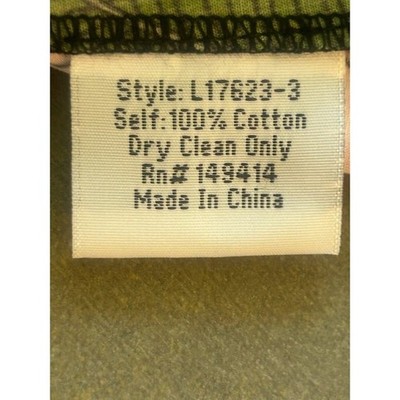 Style: L17623-3
Self: 100% Cotton
Dry Clean Only
Rn# 149414
Made In China